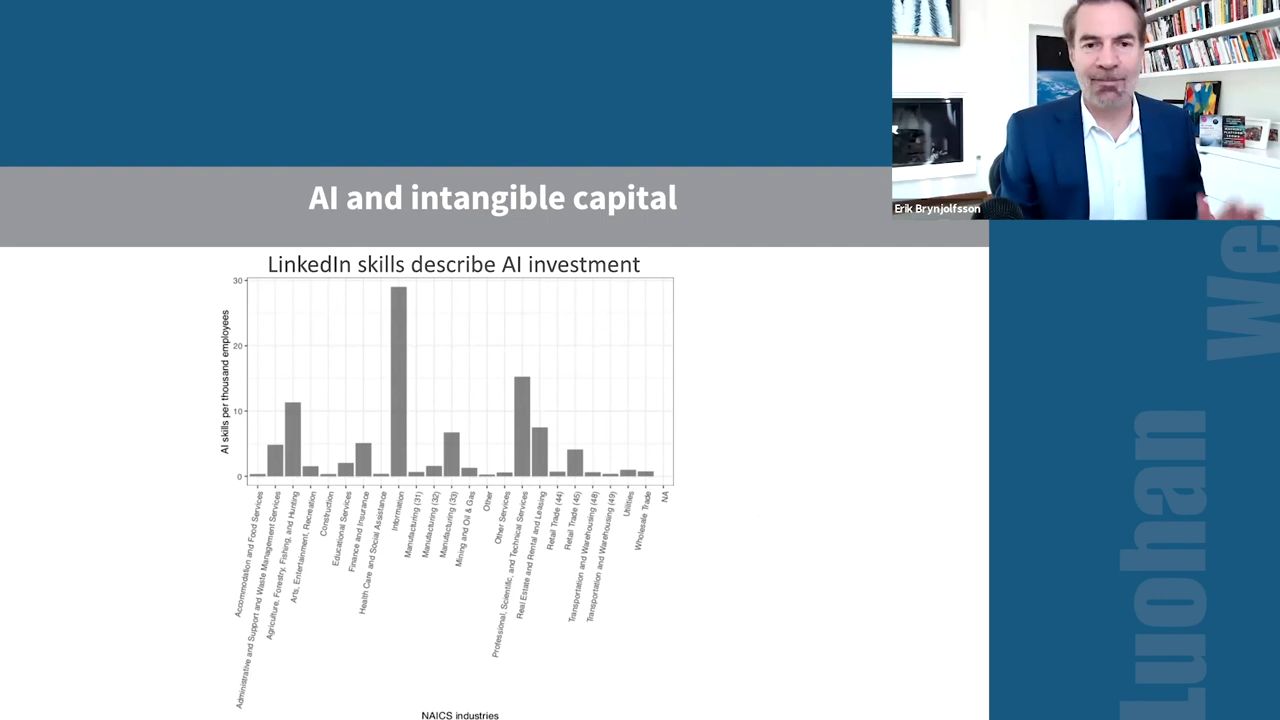 AI and intangible capital
Erik Brynjolfsson
LinkedIn skills describe AI investment
AI skills per thousand employees
30
20
10
0
Accommodation and Food Services
Administrative and Support and Waste Management Services
Agriculture, Forestry, Fishing, and Hunting
Arts, Entertainment, Recreation
Construction
Educational Services
Finance and Insurance
Health Care and Social Assistance
Information
Manufacturing (31)
Manufacturing (32)
Manufacturing (33)
Mining and Oil & Gas
Other
Other Services
Professional, Scientific, and Technical Services
Real Estate and Rental and Leasing
Retail Trade (44)
Retail Trade (45)
Transportation and Warehousing (48)
Transportation and Warehousing (49)
Utilities
Wholesale Trade
NA
NAICS industries
Luohan
We